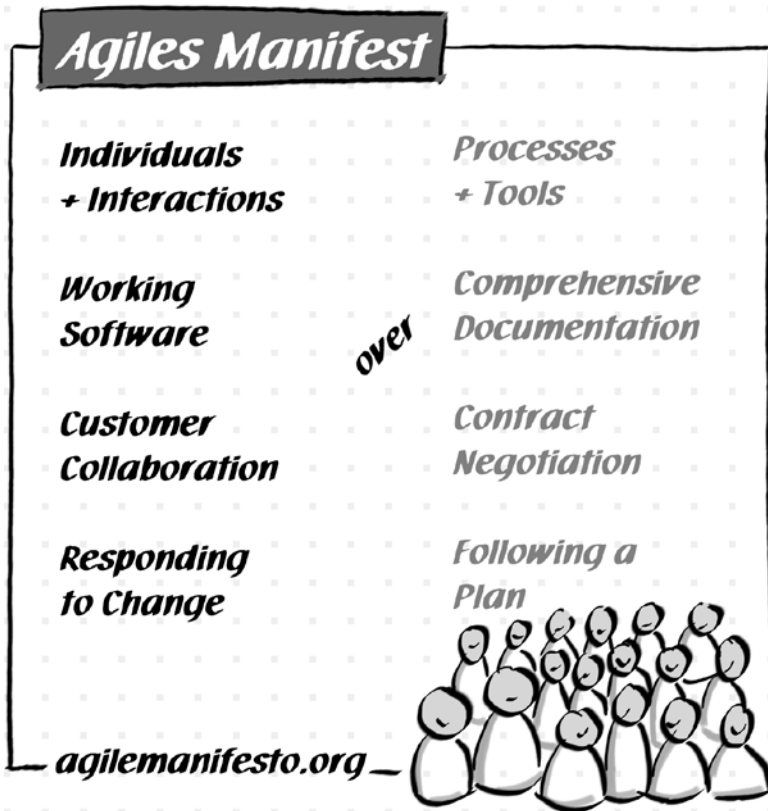 Agiles Manifest
Individuals
+ Interactions
Processes
+ Tools
Working
Software
over
Comprehensive
Documentation
Customer
Collaboration
Contract
Negotiation
Responding
to Change
Following a
Plan
agilemanifesto.org